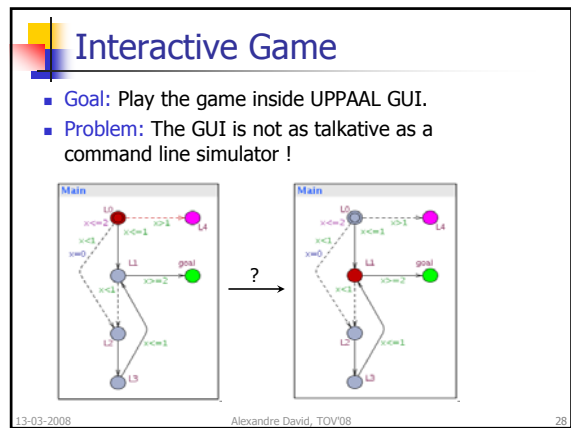 Interactive Game
Goal: Play the game inside UPPAAL GUI.
Problem: The GUI is not as talkative as a
command line simulator !
Main
L0
x<=2
x>1
L4
x<=1
x<1
x=0
L1
goal
x>=2
x<1
L2
x<=1
L3
?
Main
L0
x<=2
x>1
L4
x<=1
x<1
x=0
L1
goal
x>=2
x<1
L2
x<=1
L3
13-03-2008
Alexandre David, TOV'08
28